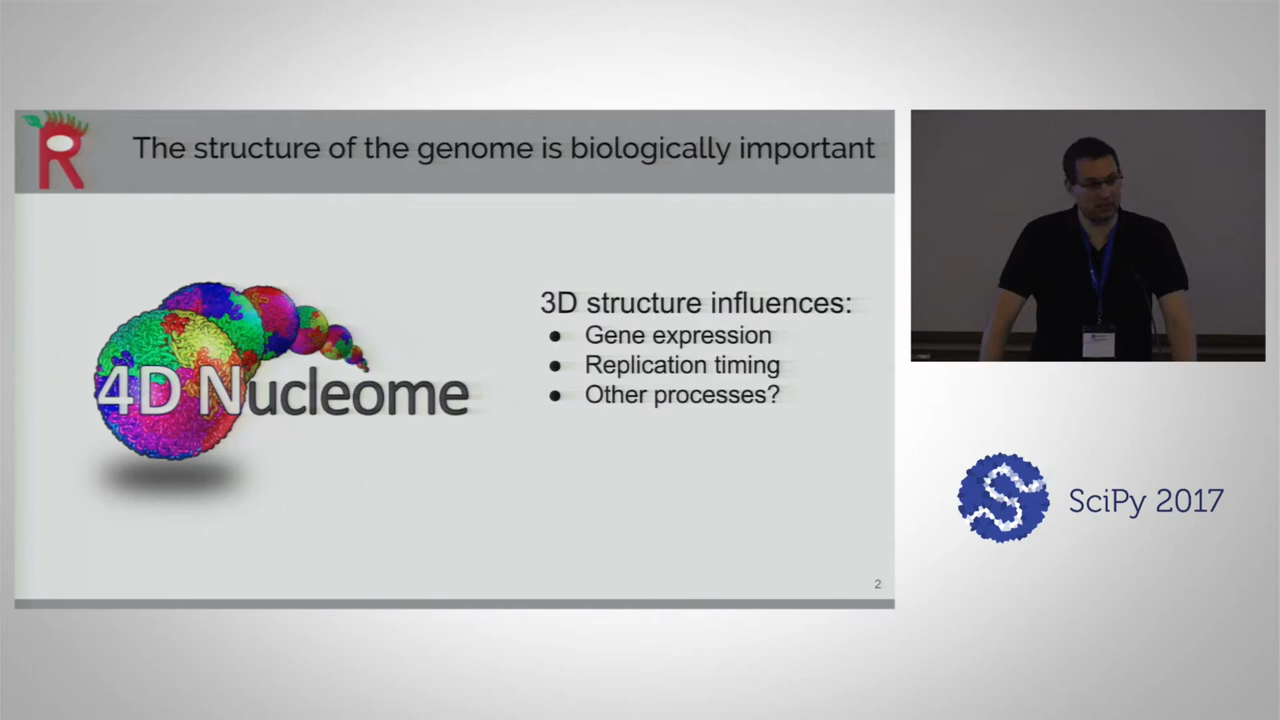 R
The structure of the genome is biologically important
4D Nucleome
3D structure influences:
● Gene expression
● Replication timing
● Other processes?
2
S
SciPy 2017